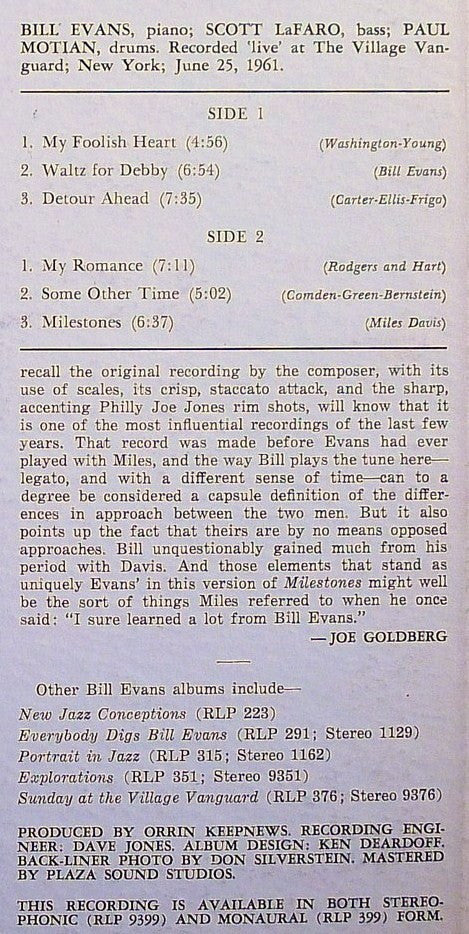 BILL EVANS, piano; SCOTT LaFARO, bass; PAUL
MOTIAN, drums. Recorded 'live' at The Village Van-
guard; New York; June 25, 1961.
SIDE 1
1. My Foolish Heart (4:56) (Washington-Young)
2. Waltz for Debby (6:54) (Bill Evans)
3. Detour Ahead (7:35) (Carter-Ellis-Frigo)
SIDE 2
1. My Romance (7:11) (Rodgers and Hart)
2. Some Other Time (5:02) (Comden-Green-Bernstein)
3. Milestones (6:37) (Miles Davis)
recall the original recording by the composer, with its
use of scales, its crisp, staccato attack, and the sharp,
accenting Philly Joe Jones rim shots, will know that it
is one of the most influential recordings of the last few
years. That record was made before Evans had ever
played with Miles, and the way Bill plays the tune here—
legato, and with a different sense of time—can to a
degree be considered a capsule definition of the differ-
ences in approach between the two men. But it also
points up the fact that theirs are by no means opposed
approaches. Bill unquestionably gained much from his
period with Davis. And those elements that stand as
uniquely Evans' in this version of Milestones might well
be the sort of things Miles referred to when he once
said: "I sure learned a lot from Bill Evans."
— JOE GOLDBERG
Other Bill Evans albums include—
New Jazz Conceptions (RLP 223)
Everybody Digs Bill Evans (RLP 291; Stereo 1129)
Portrait in Jazz (RLP 315; Stereo 1162)
Explorations (RLP 351; Stereo 9351)
Sunday at the Village Vanguard (RLP 376; Stereo 9376)
PRODUCED BY ORRIN KEEPNEWS. RECORDING ENGI-
NEER: DAVE JONES. ALBUM DESIGN: KEN DEARDOFF.
BACK-LINER PHOTO BY DON SILVERSTEIN. MASTERED
BY PLAZA SOUND STUDIOS.
THIS RECORDING IS AVAILABLE IN BOTH STEREO-
PHONIC (RLP 9399) AND MONAURAL (RLP 399) FORM.